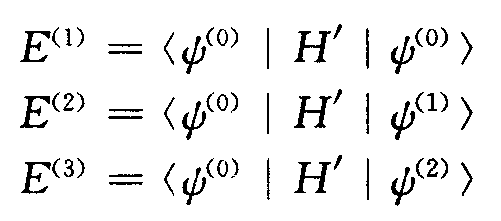 E⁽¹⁾ = ⟨ψ⁽⁰⁾ | H′ | ψ⁽⁰⁾⟩
E⁽²⁾ = ⟨ψ⁽⁰⁾ | H′ | ψ⁽¹⁾⟩
E⁽³⁾ = ⟨ψ⁽⁰⁾ | H′ | ψ⁽²⁾⟩